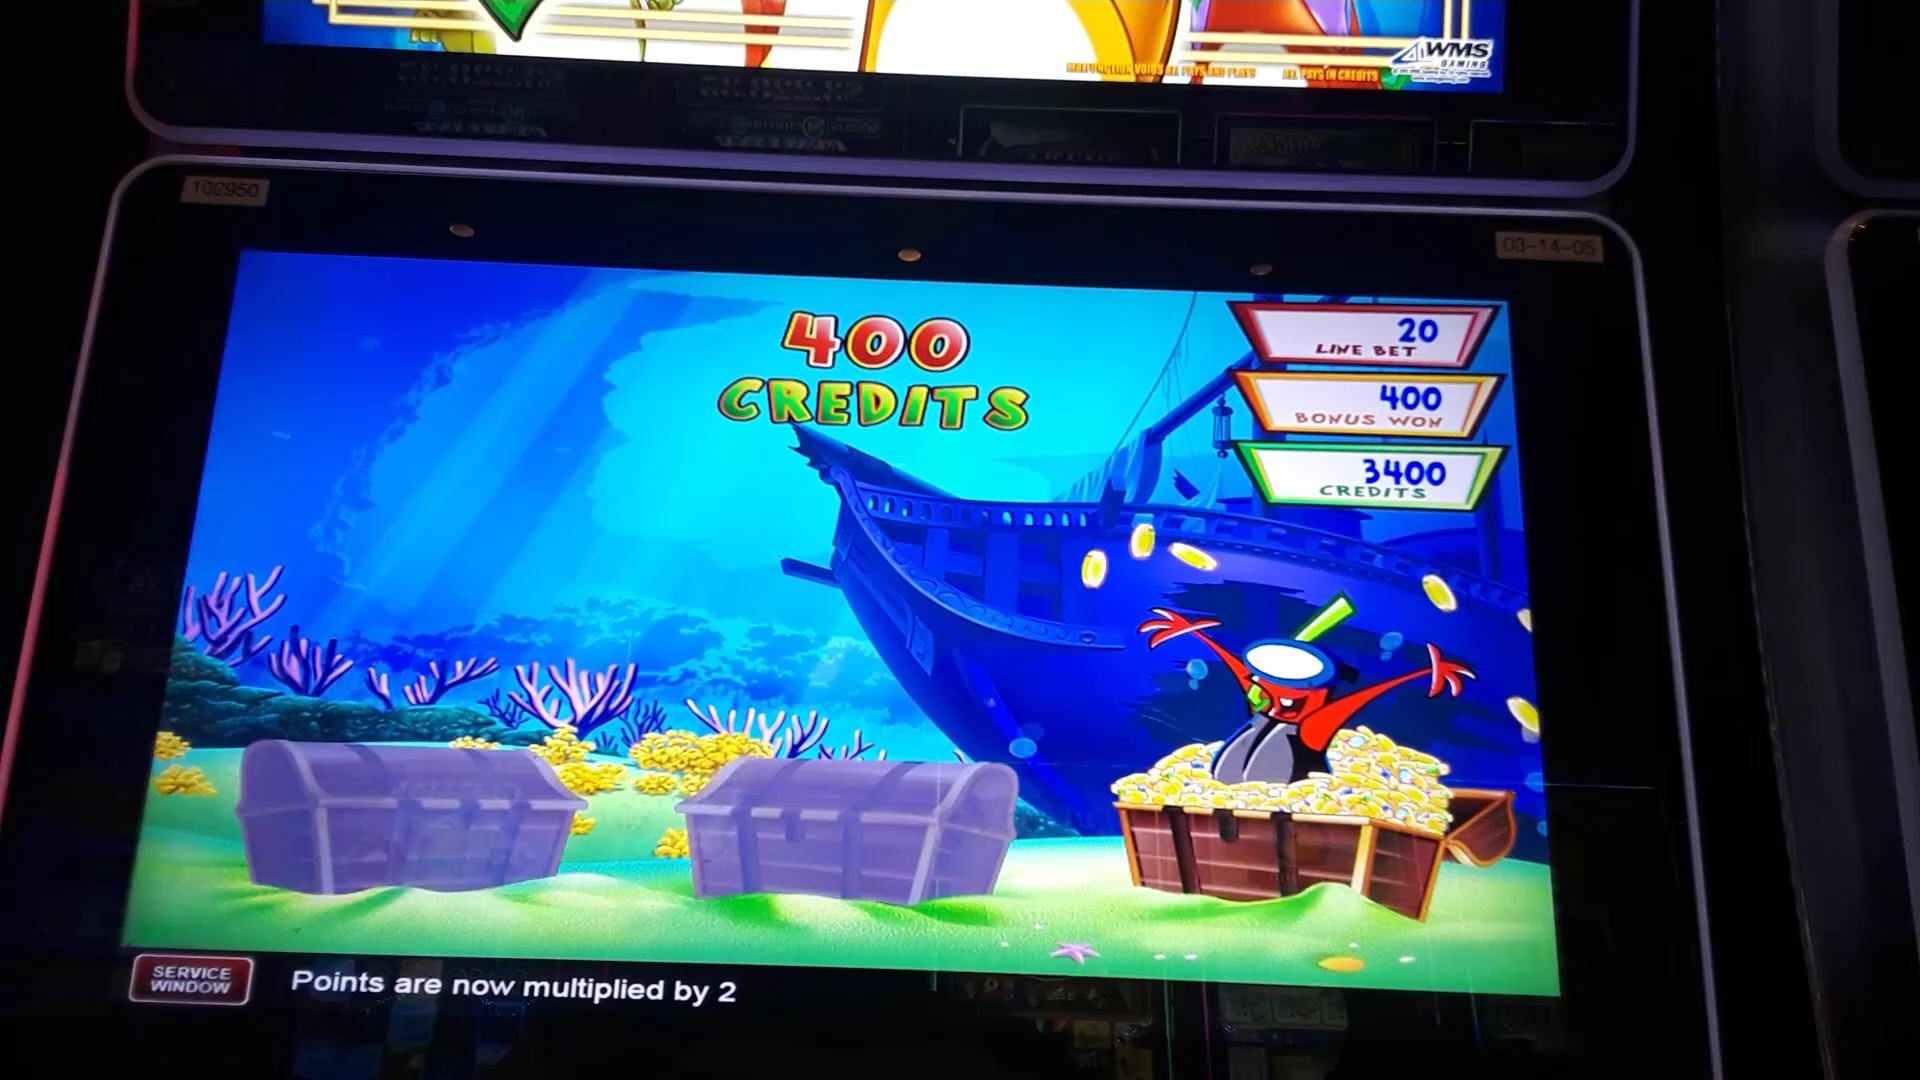 WMS
GAMING
MALFUNCTION VOIDS ALL PAYS AND PLAYS
ALL PAYS IN CREDITS
102950
03-14-05
400
CREDITS
20
LINE BET
400
BONUS WON
3400
CREDITS
SERVICE
WINDOW
Points are now multiplied by 2